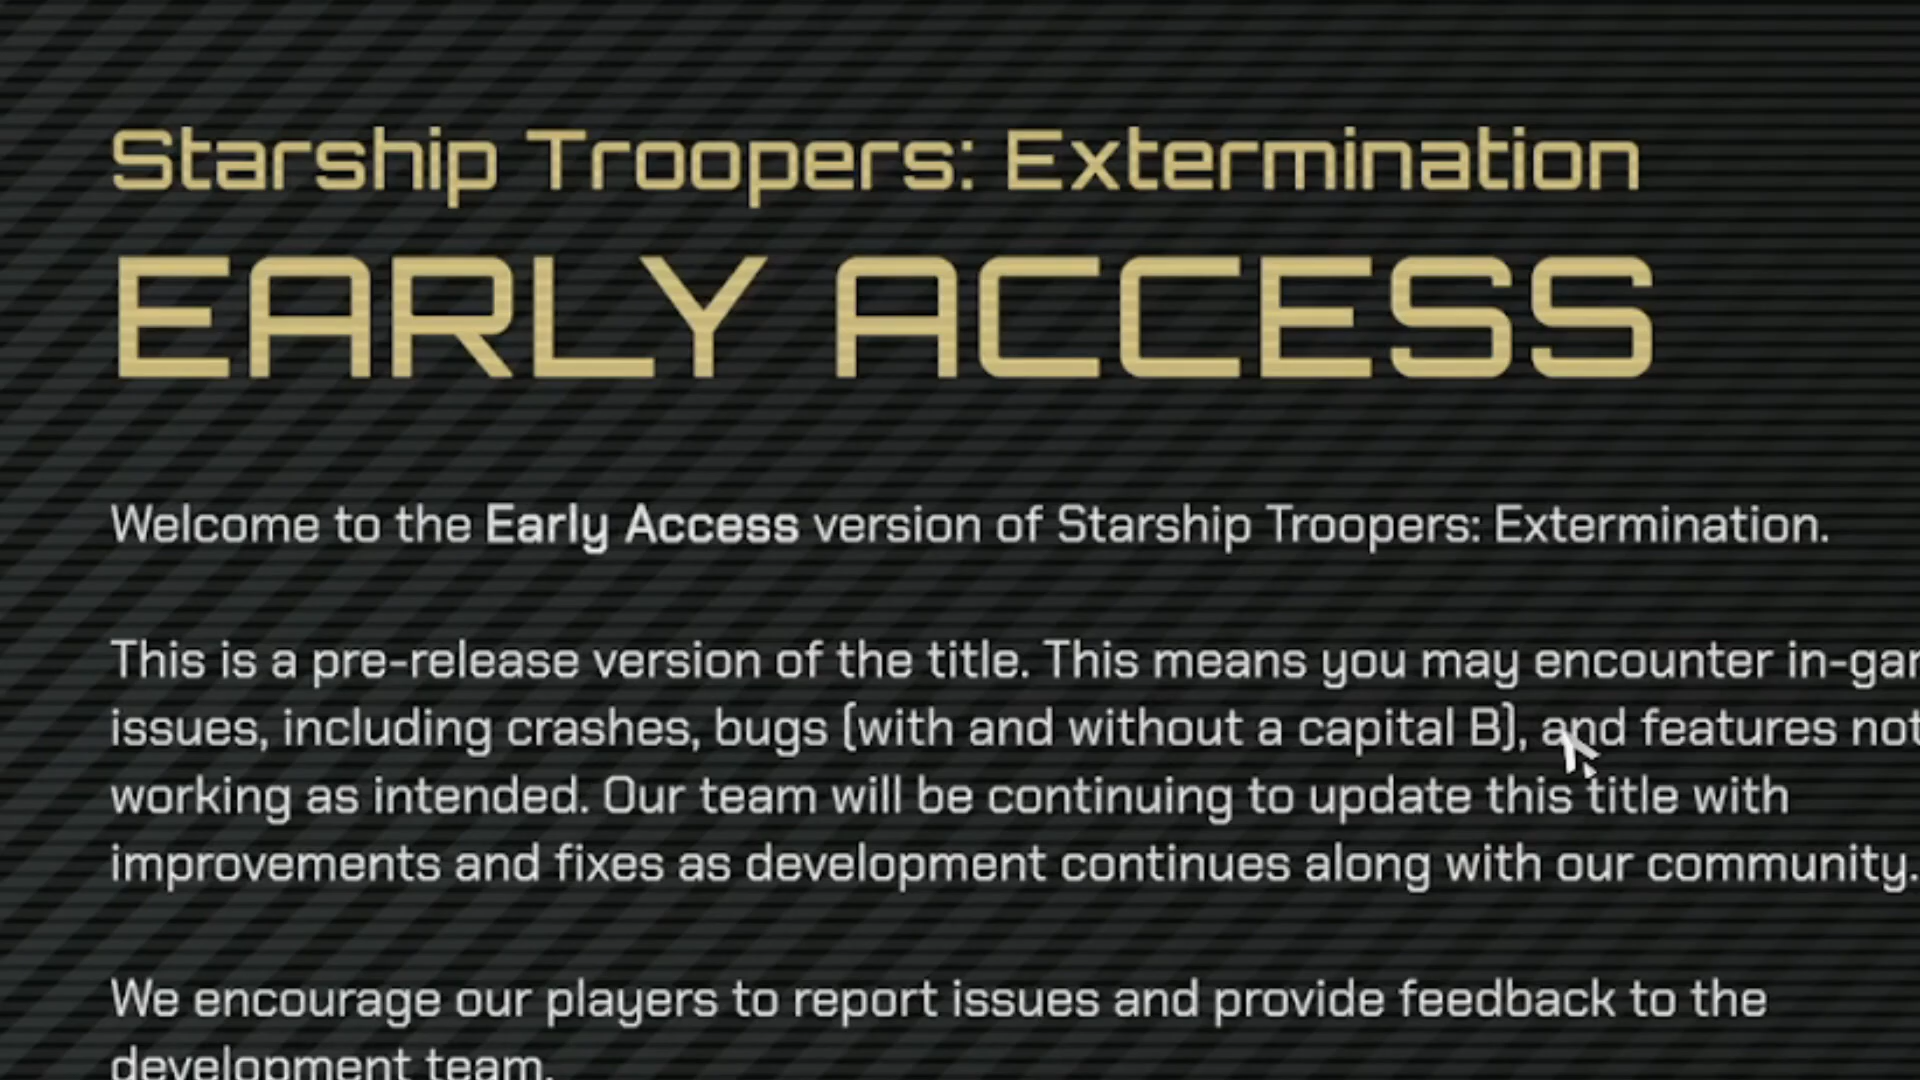 Starship Troopers: Extermination
EARLY ACCESS
Welcome to the Early Access version of Starship Troopers: Extermination.
This is a pre-release version of the title. This means you may encounter
issues, including crashes, bugs (with and without a capital B), and features not
working as intended. Our team will be continuing to update this title with
improvements and fixes as development continues along with our community.
We encourage our players to report issues and provide feedback to the
development team.